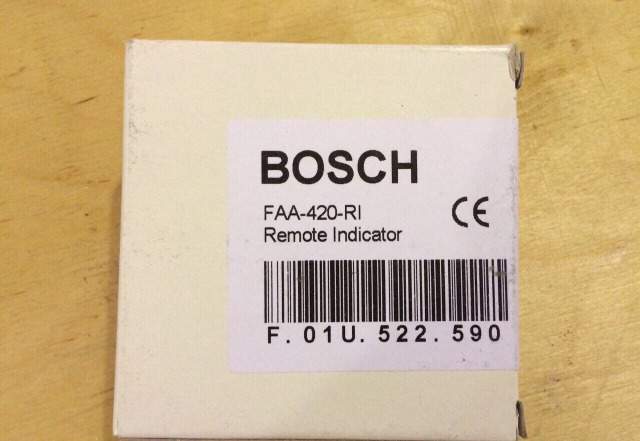 BOSCH
FAA-420-RI
Remote Indicator
CE
F.01U.522.590